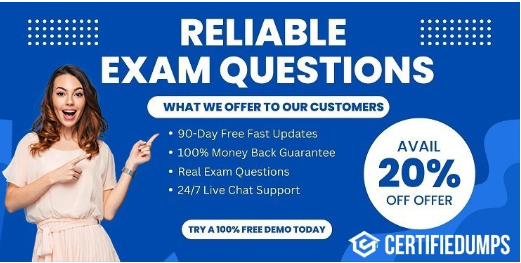 RELIABLE
EXAM QUESTIONS
WHAT WE OFFER TO OUR CUSTOMERS
• 90-Day Free Fast Updates
• 100% Money Back Guarantee
• Real Exam Questions
• 24/7 Live Chat Support
TRY A 100% FREE DEMO TODAY
AVAIL
20%
OFF OFFER
CERTIFIEDUMPS